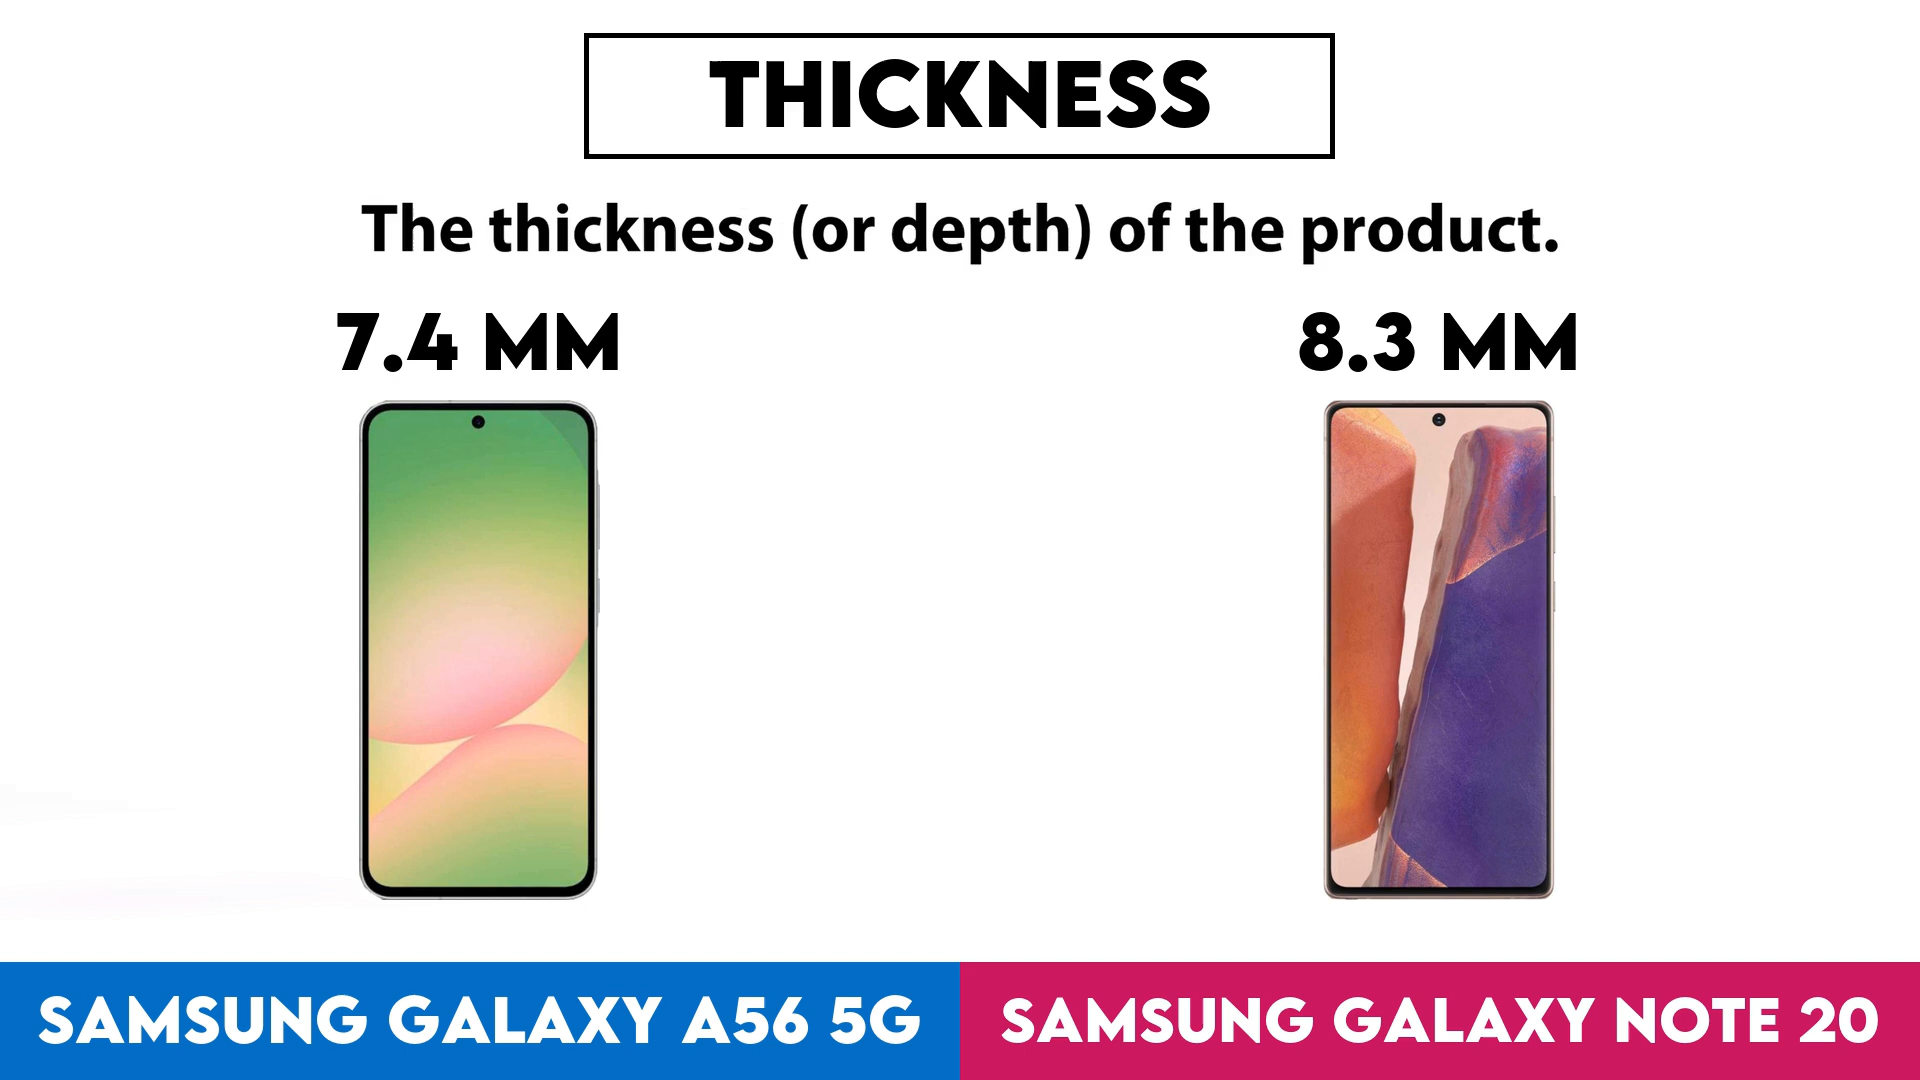 THICKNESS
The thickness (or depth) of the product.
7.4 MM
8.3 MM
SAMSUNG GALAXY A56 5G
SAMSUNG GALAXY NOTE 20